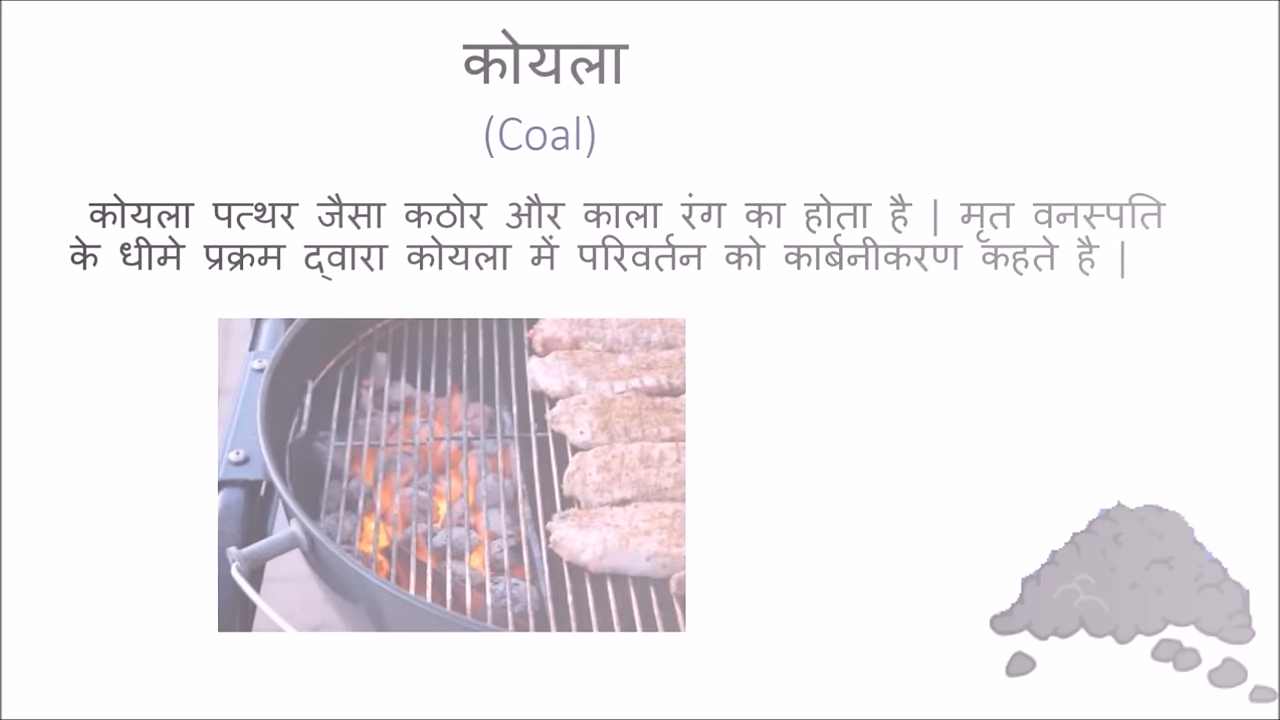 कोयला
(Coal)
कोयला पत्थर जैसा कठोर और काला रंग का होता है | मृत वनस्पति
के धीमे प्रक्रम द्वारा कोयला में परिवर्तन को कार्बनीकरण कहते है |